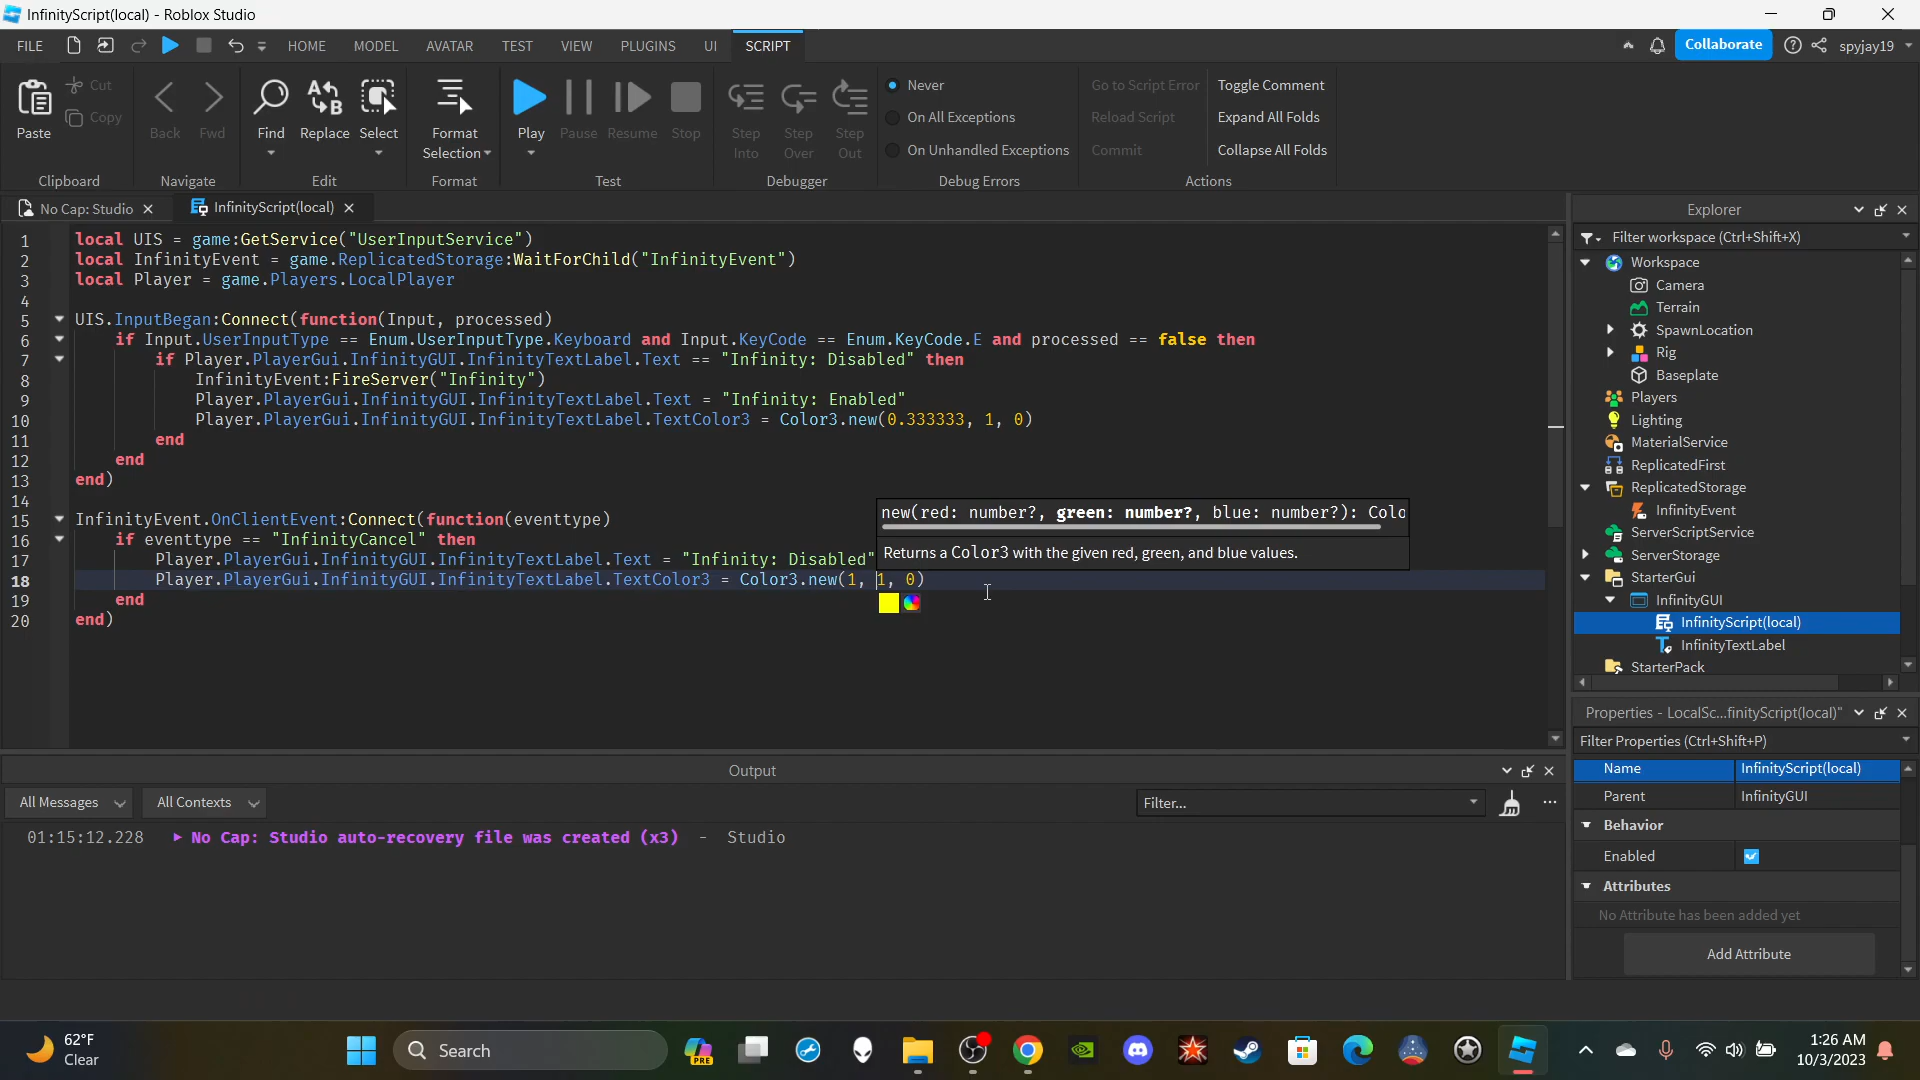 InfinityScript(local) - Roblox Studio
FILE HOME MODEL AVATAR TEST VIEW PLUGINS UI SCRIPT Collaborate spyjay19
Paste Cut Copy
Back Fwd
Find Replace Select
Format Selection
Play Pause Resume Stop
Step Into Step Over Step Out
Never
On All Exceptions
On Unhandled Exceptions
Go to Script Error
Reload Script
Commit
Toggle Comment
Expand All Folds
Collapse All Folds
Clipboard Navigate Edit Format Test Debugger Debug Errors Actions
No Cap: Studio InfinityScript(local)
1 local UIS = game:GetService("UserInputService")
2 local InfinityEvent = game.ReplicatedStorage:WaitForChild("InfinityEvent")
3 local Player = game.Players.LocalPlayer
4
5 UIS.InputBegan:Connect(function(Input, processed)
6 if Input.UserInputType == Enum.UserInputType.Keyboard and Input.KeyCode == Enum.KeyCode.E and processed == false then
7 if Player.PlayerGui.InfinityGUI.InfinityTextLabel.Text == "Infinity: Disabled" then
8 InfinityEvent:FireServer("Infinity")
9 Player.PlayerGui.InfinityGUI.InfinityTextLabel.Text = "Infinity: Enabled"
10 Player.PlayerGui.InfinityGUI.InfinityTextLabel.TextColor3 = Color3.new(0.333333, 1, 0)
11 end
12 end
13 end)
14
15 InfinityEvent.OnClientEvent:Connect(function(eventtype)
16 if eventtype == "InfinityCancel" then
17 Player.PlayerGui.InfinityGUI.InfinityTextLabel.Text = "Infinity: Disabled"
18 Player.PlayerGui.InfinityGUI.InfinityTextLabel.TextColor3 = Color3.new(1, 1, 0)
19 end
20 end)
new(red: number?, green: number?, blue: number?): Colo
Returns a Color3 with the given red, green, and blue values.
Explorer
Filter workspace (Ctrl+Shift+X)
Workspace
Camera
Terrain
SpawnLocation
Rig
Baseplate
Players
Lighting
MaterialService
ReplicatedFirst
ReplicatedStorage
InfinityEvent
ServerScriptService
ServerStorage
StarterGui
InfinityGUI
InfinityScript(local)
InfinityTextLabel
StarterPack
Properties - LocalSc...finityScript(local)"
Filter Properties (Ctrl+Shift+P)
Name InfinityScript(local)
Parent InfinityGUI
Behavior
Enabled
Attributes
No Attribute has been added yet
Add Attribute
Output
All Messages All Contexts Filter...
01:15:12.228 No Cap: Studio auto-recovery file was created (x3) - Studio
62°F
Clear
Search
PRE
1:26 AM
10/3/2023